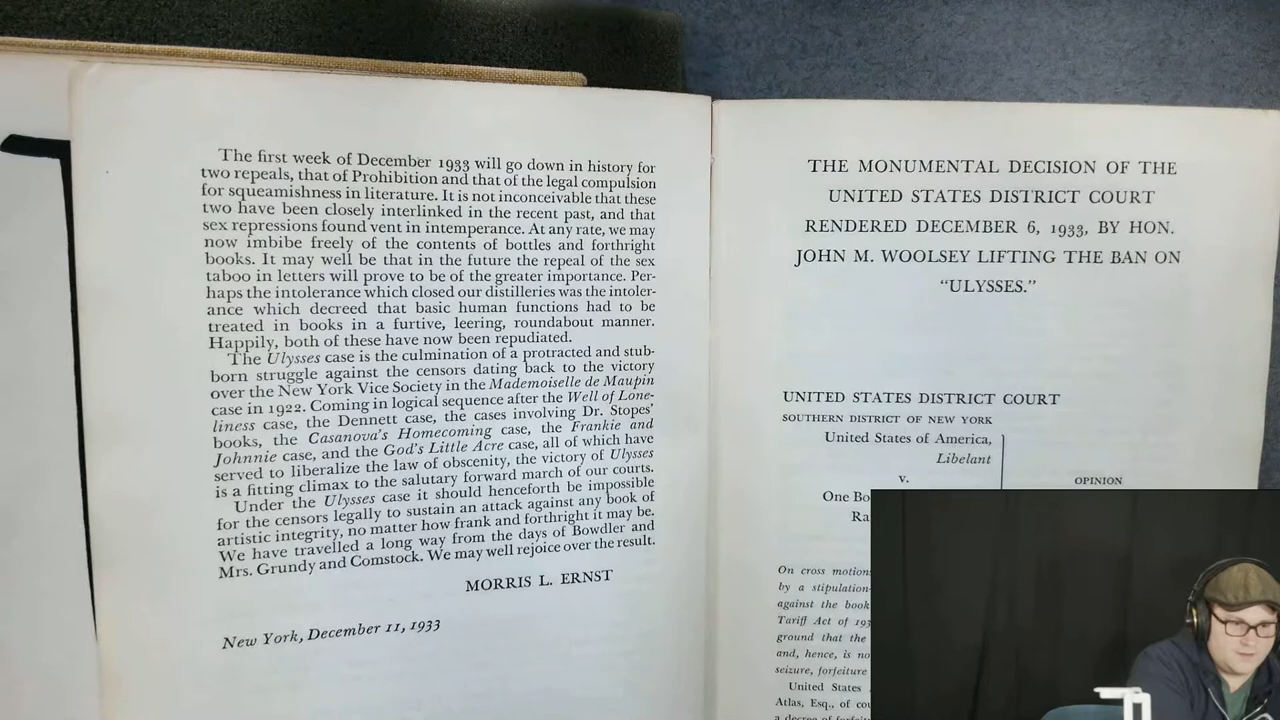 The first week of December 1933 will go down in history for
two repeals, that of Prohibition and that of the legal compulsion
for squeamishness in literature. It is not inconceivable that these
two have been closely interlinked in the recent past, and that
sex repressions found vent in intemperance. At any rate, we may
now imbibe freely of the contents of bottles and forthright
books. It may well be that in the future the repeal of the sex
taboo in letters will prove to be of the greater importance. Per-
haps the intolerance which closed our distilleries was the intoler-
ance which decreed that basic human functions had to be
treated in books in a furtive, leering, roundabout manner.
Happily, both of these have now been repudiated.
The Ulysses case is the culmination of a protracted and stub-
born struggle against the censors dating back to the victory
over the New York Vice Society in the Mademoiselle de Maupin
case in 1922. Coming in logical sequence after the Well of Lone-
liness case, the Dennett case, the cases involving Dr. Stopes'
books, the Casanova's Homecoming case, the Frankie and
Johnnie case, and the God's Little Acre case, all of which have
served to liberalize the law of obscenity, the victory of Ulysses
is a fitting climax to the salutary forward march of our courts.
Under the Ulysses case it should henceforth be impossible
for the censors legally to sustain an attack against any book of
artistic integrity, no matter how frank and forthright it may be.
We have travelled a long way from the days of Bowdler and
Mrs. Grundy and Comstock. We may well rejoice over the result.
MORRIS L. ERNST
New York, December 11, 1933
THE MONUMENTAL DECISION OF THE
UNITED STATES DISTRICT COURT
RENDERED DECEMBER 6, 1933, BY HON.
JOHN M. WOOLSEY LIFTING THE BAN ON
"ULYSSES."
UNITED STATES DISTRICT COURT
SOUTHERN DISTRICT OF NEW YORK
United States of America,
Libelant
v.
OPINION
One
On cross
by a stipulation
against the book
Tariff Act of
ground that the
and, hence, is
seizure, forfeiture
United States
Atlas, Esq., of